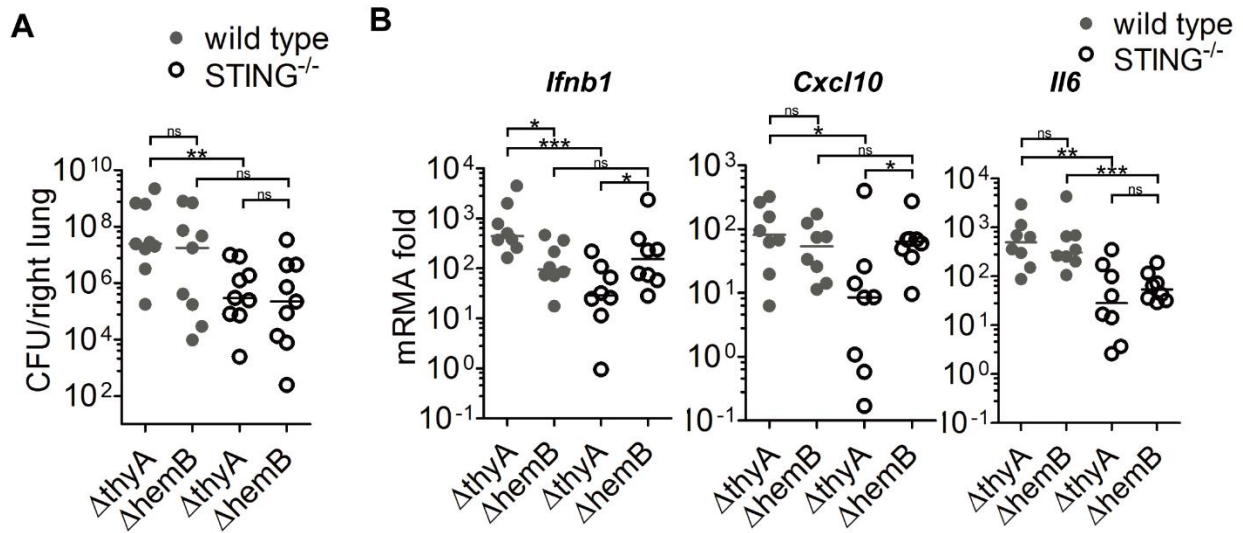 A
wild type
STING-/-
ns
**
ns
ns
CFU/right lung
10^10
10^8
10^6
10^4
10^2
ΔthyA
ΔhemB
ΔthyA
ΔhemB
B
wild type
STING-/-
mRMA fold
Ifnb1
*
***
ns
*
10^4
10^3
10^2
10^1
10^0
10^-1
ΔthyA
ΔhemB
ΔthyA
ΔhemB
Cxcl10
ns
*
ns
*
10^3
10^2
10^1
10^0
10^-1
ΔthyA
ΔhemB
ΔthyA
ΔhemB
Il6
ns
**
***
ns
10^4
10^3
10^2
10^1
10^0
10^-1
ΔthyA
ΔhemB
ΔthyA
ΔhemB